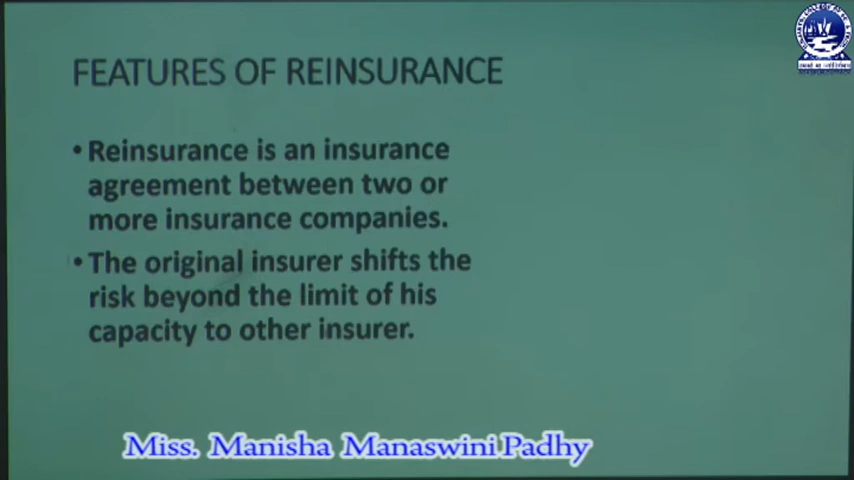 FEATURES OF REINSURANCE
• Reinsurance is an insurance
agreement between two or
more insurance companies.
• The original insurer shifts the
risk beyond the limit of his
capacity to other insurer.
Miss. Manisha Manaswini Padhy